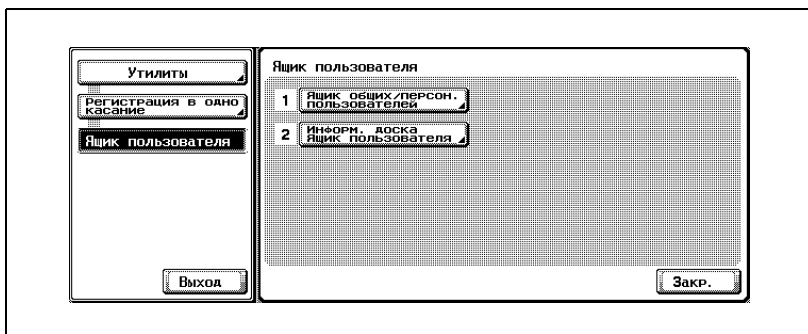 Утилиты
Регистрация в одно
касание
Ящик пользователя
Выход
Ящик пользователя
1 Ящик общих/персон.
пользователей
2 Информ. доска
Ящик пользователя
Закр.